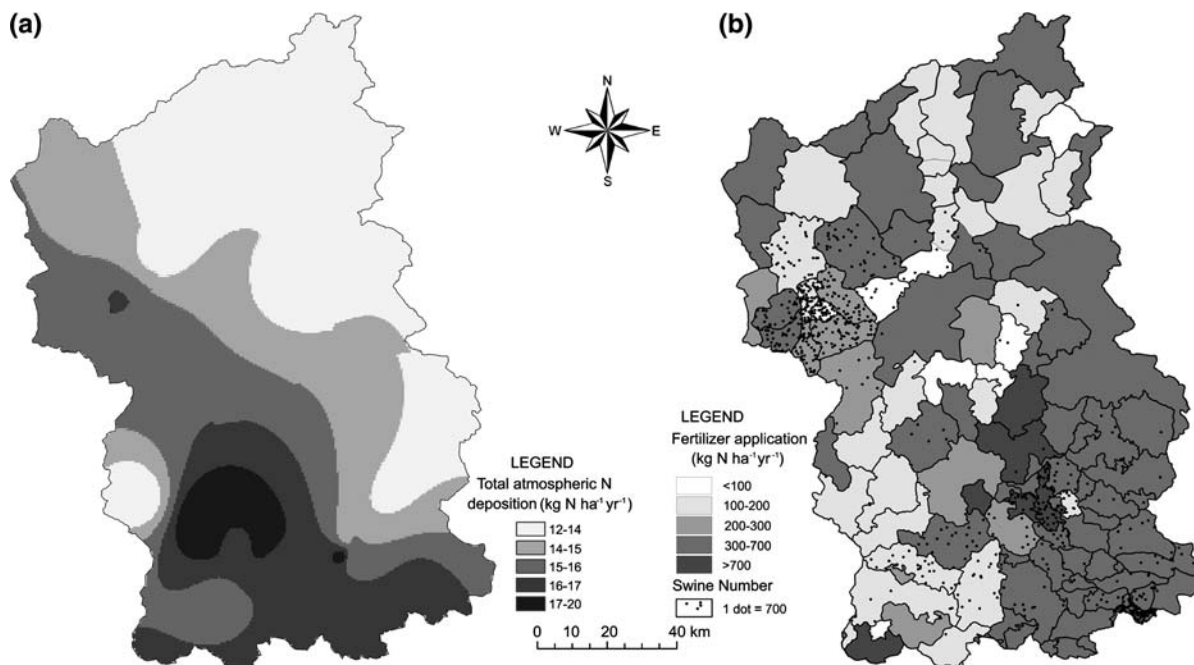 (a)
(b)
N
W E
S
LEGEND
Total atmospheric N
deposition (kg N ha⁻¹ yr⁻¹)
12-14
14-15
15-16
16-17
17-20
LEGEND
Fertilizer application
(kg N ha⁻¹yr⁻¹)
<100
100-200
200-300
300-700
>700
Swine Number
1 dot = 700
0 10 20 40 km